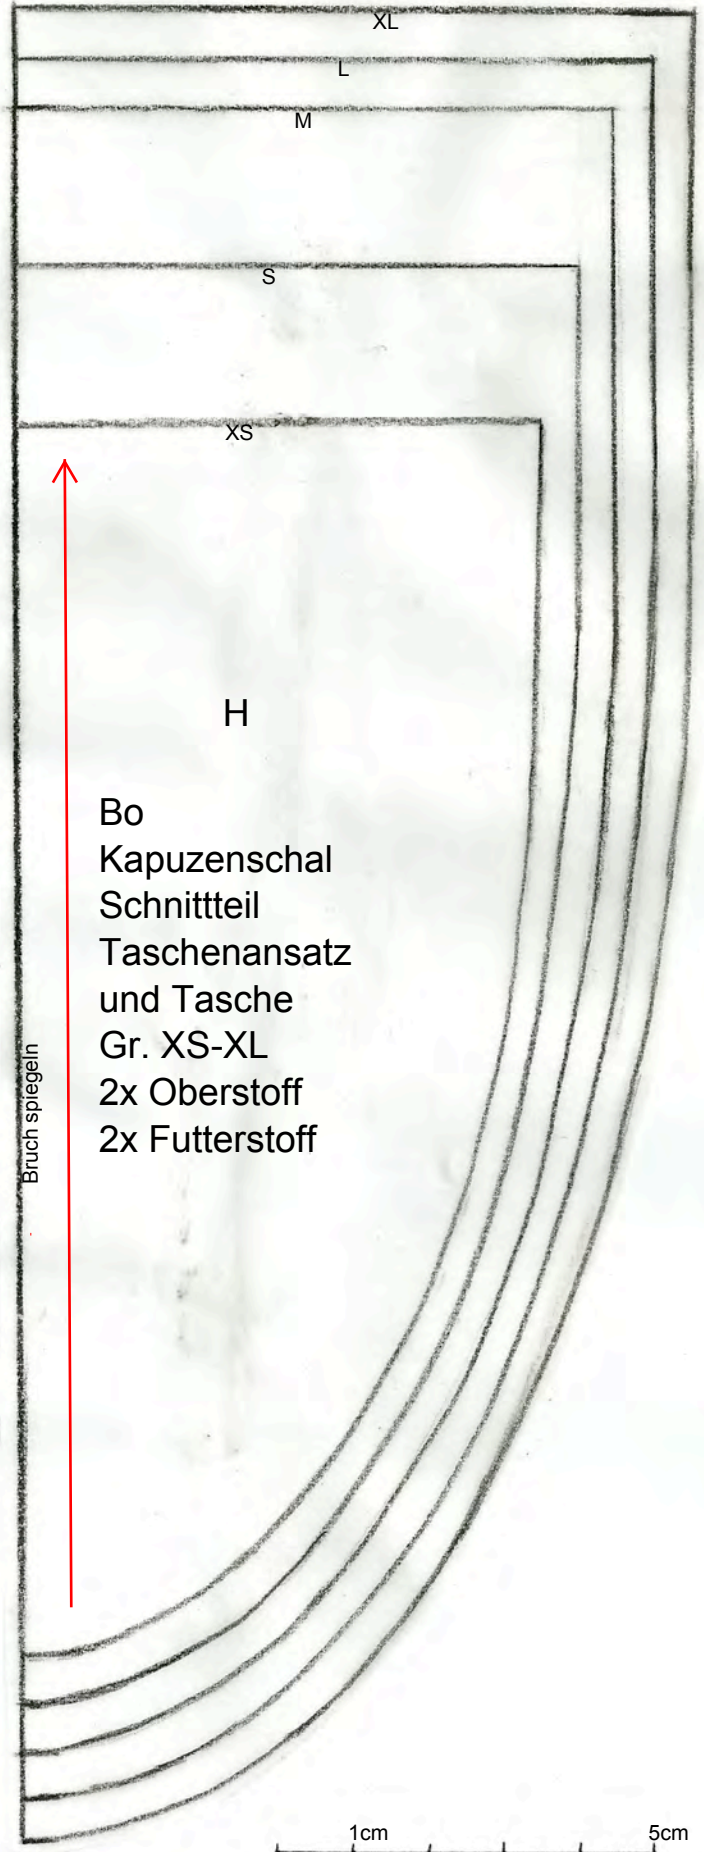 XL
L
M
S
XS
H
Bo
Kapuzenschal
Schnittteil
Taschenansatz
und Tasche
Gr. XS-XL
2x Oberstoff
2x Futterstoff
Bruch spiegeln
1cm
5cm